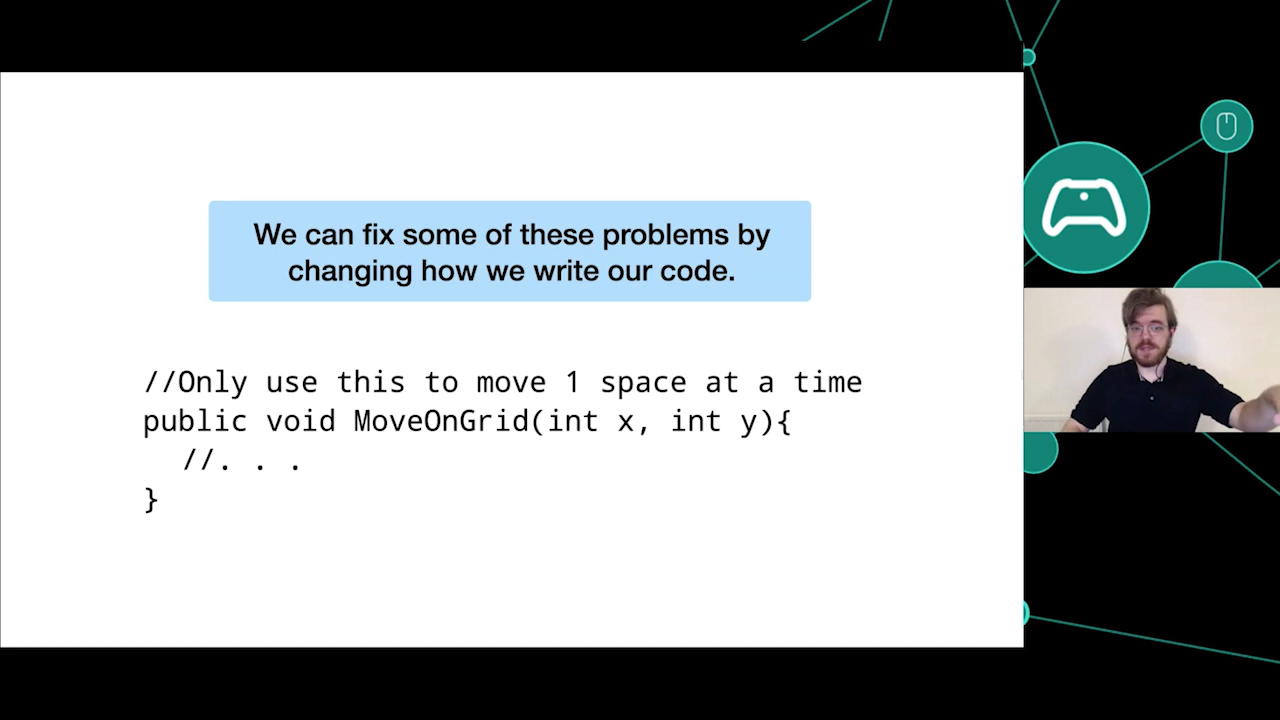 We can fix some of these problems by
changing how we write our code.
//Only use this to move 1 space at a time
public void MoveOnGrid(int x, int y){
//. . .
}